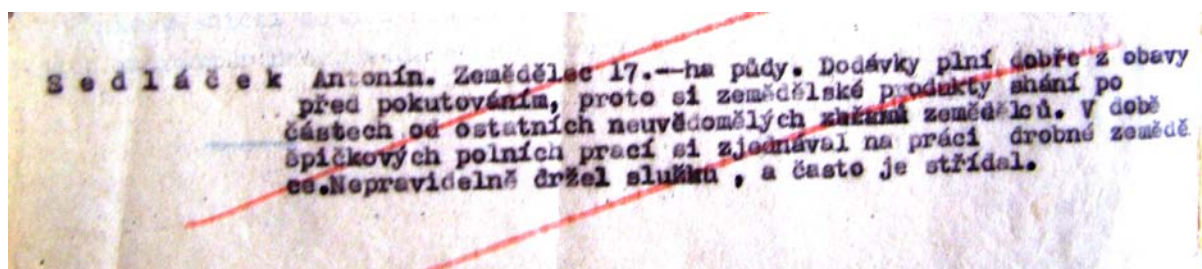 S e d l á č e k Antonín. Zemědělec 17.—ha půdy. Dodávky plní dobře z obavy
před pokutováním, proto si zemědělské produkty shání po
částech od ostatních neuvědomělých zemědělců. V době
špičkových polních prací si zjednával na práci drobné zemědě
ce.Nepravidelně držel služku , a často je střídal.